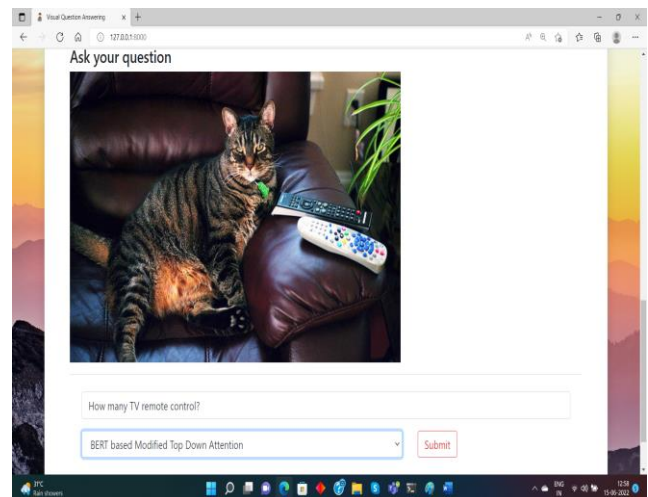 Visual Question Answering
127.0.0.1:8000
Ask your question
How many TV remote control?
BERT based Modified Top Down Attention
Submit
31°C
Rain showers
ENG
IN
12:58
15-06-2022